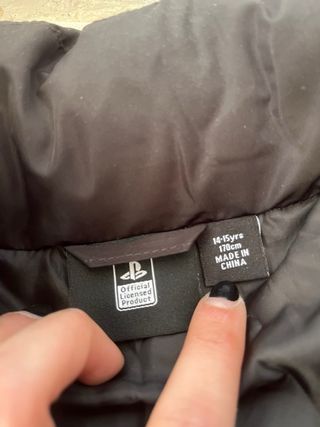 Official
Licensed
Product
14-15yrs
170cm
MADE IN
CHINA